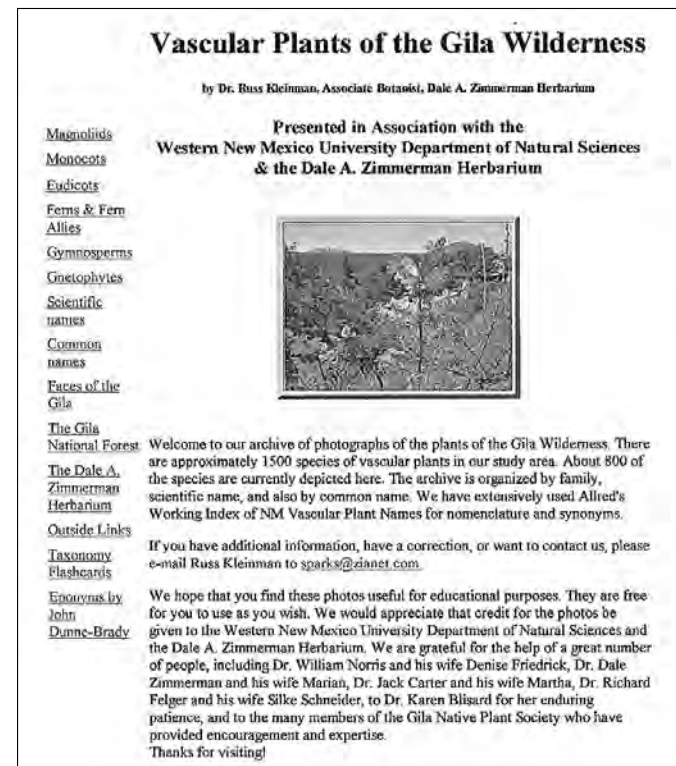 Vascular Plants of the Gila Wilderness
by Dr. Russ Kleinman, Associate Botanist, Dale A. Zimmerman Herbarium
Presented in Association with the
Western New Mexico University Department of Natural Sciences
& the Dale A. Zimmerman Herbarium
Magnoliids
Monocots
Eudicots
Ferns & Fern
Allies
Gymnosperms
Gnetophytes
Scientific
names
Common
names
Faces of the
Gila
The Gila
National Forest
The Dale A.
Zimmerman
Herbarium
Outside Links
Taxonomy
Flashcards
Eponyms by
John
Dunne-Brady
Welcome to our archive of photographs of the plants of the Gila Wilderness. There
are approximately 1500 species of vascular plants in our study area. About 800 of
the species are currently depicted here. The archive is organized by family,
scientific name, and also by common name. We have extensively used Allred's
Working Index of NM Vascular Plant Names for nomenclature and synonyms.
If you have additional information, have a correction, or want to contact us, please
e-mail Russ Kleinman to sparks@zianet.com.
We hope that you find these photos useful for educational purposes. They are free
for you to use as you wish. We would appreciate that credit for the photos be
given to the Western New Mexico University Department of Natural Sciences and
the Dale A. Zimmerman Herbarium. We are grateful for the help of a great number
of people, including Dr. William Norris and his wife Denise Friedrick, Dr. Dale
Zimmerman and his wife Marian, Dr. Jack Carter and his wife Martha, Dr. Richard
Felger and his wife Silke Schneider, to Dr. Karen Blisard for her enduring
patience, and to the many members of the Gila Native Plant Society who have
provided encouragement and expertise.
Thanks for visiting!